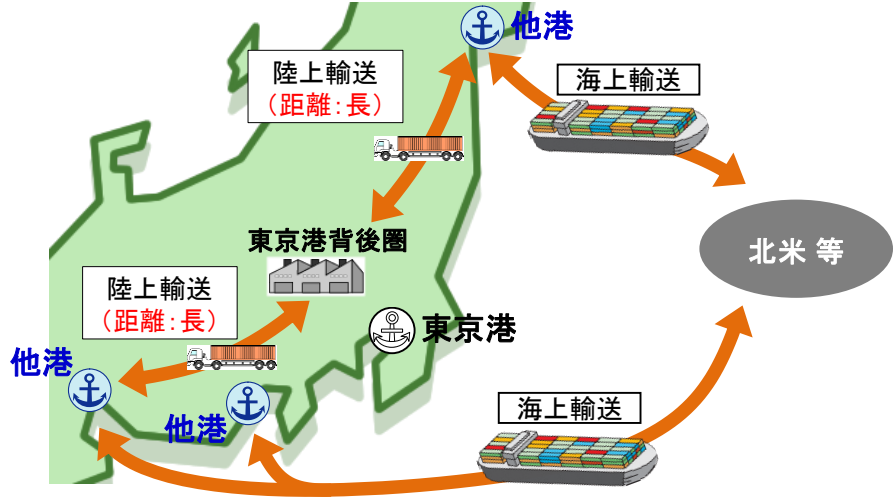 他港
陸上輸送
（距離：長）
海上輸送
北米 等
東京港背後圏
陸上輸送
（距離：長）
東京港
他港
他港
海上輸送